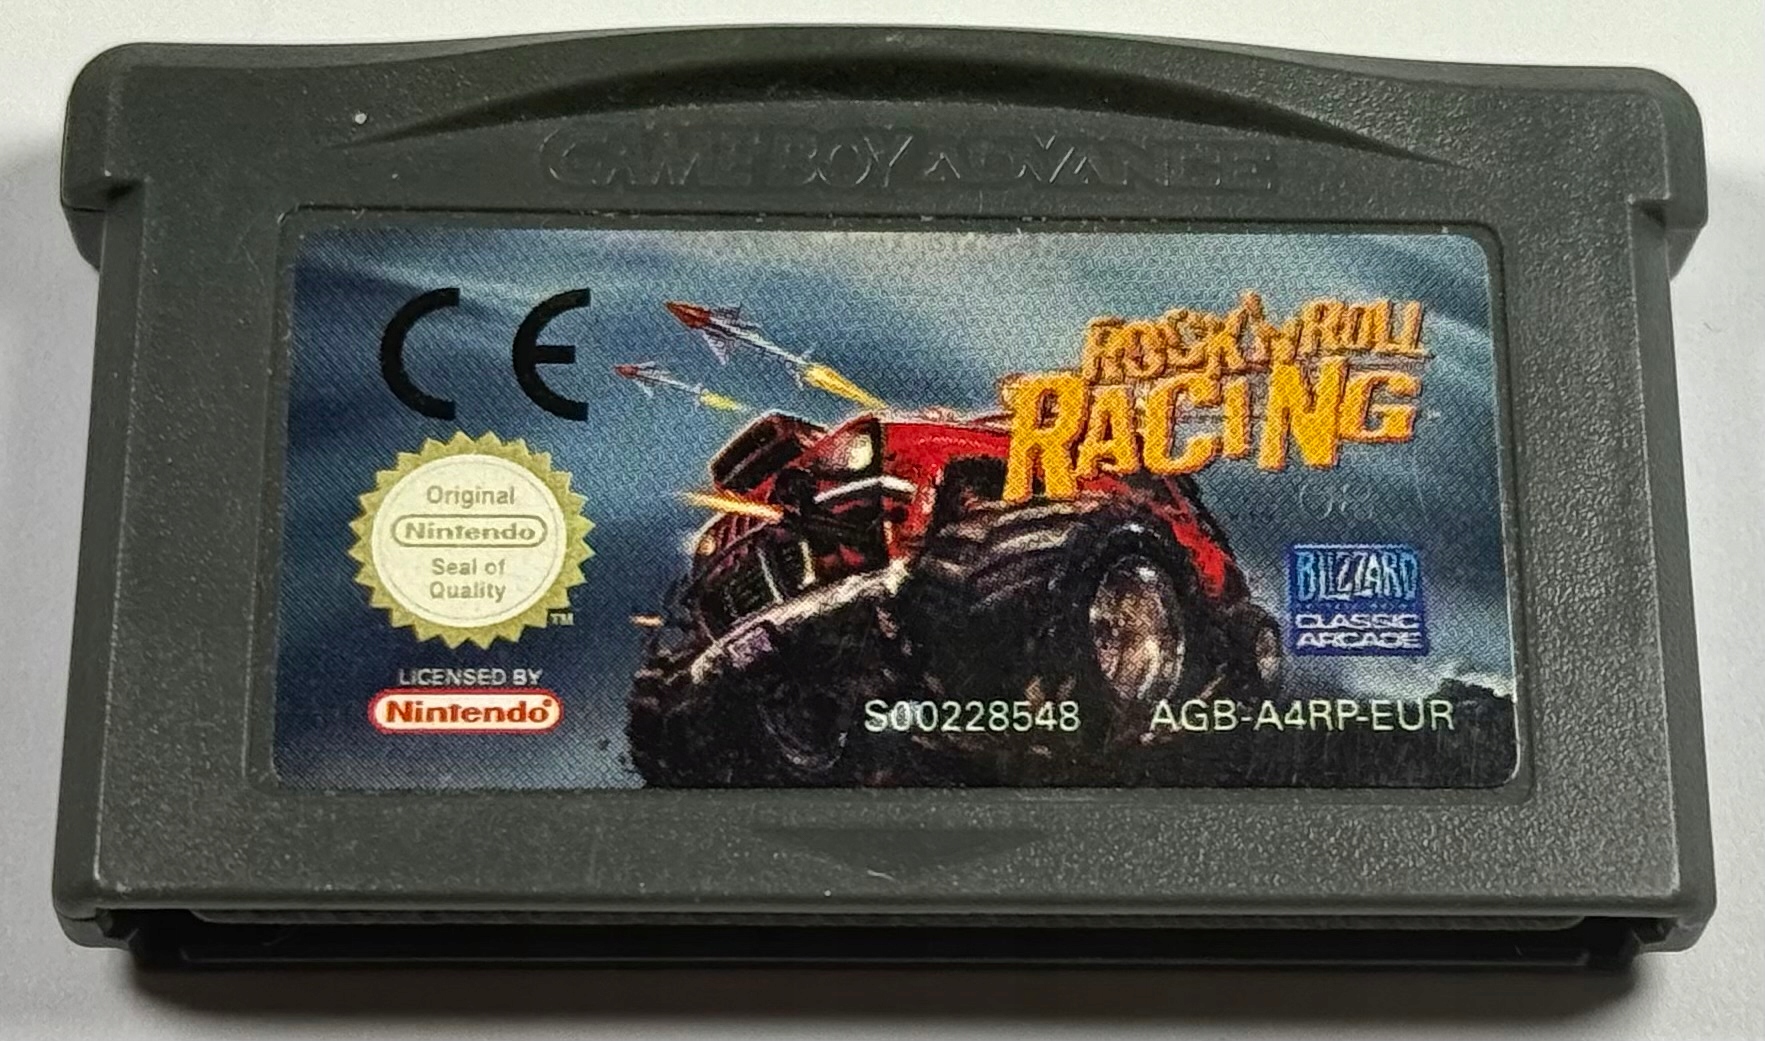 GAME BOY ADVANCE
CE
ROCK'N ROLL
RACING
Original
Nintendo
Seal of
Quality
TM
BLIZZARD
CLASSIC
ARCADE
LICENSED BY
Nintendo®
S00228548 AGB-A4RP-EUR